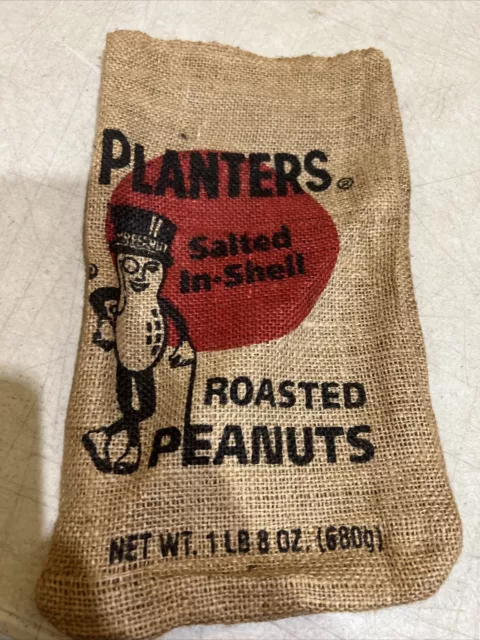 PLANTERS®
Salted
In-Shell
®
ROASTED
PEANUTS
NET WT. 1 LB 8 OZ. (680g)